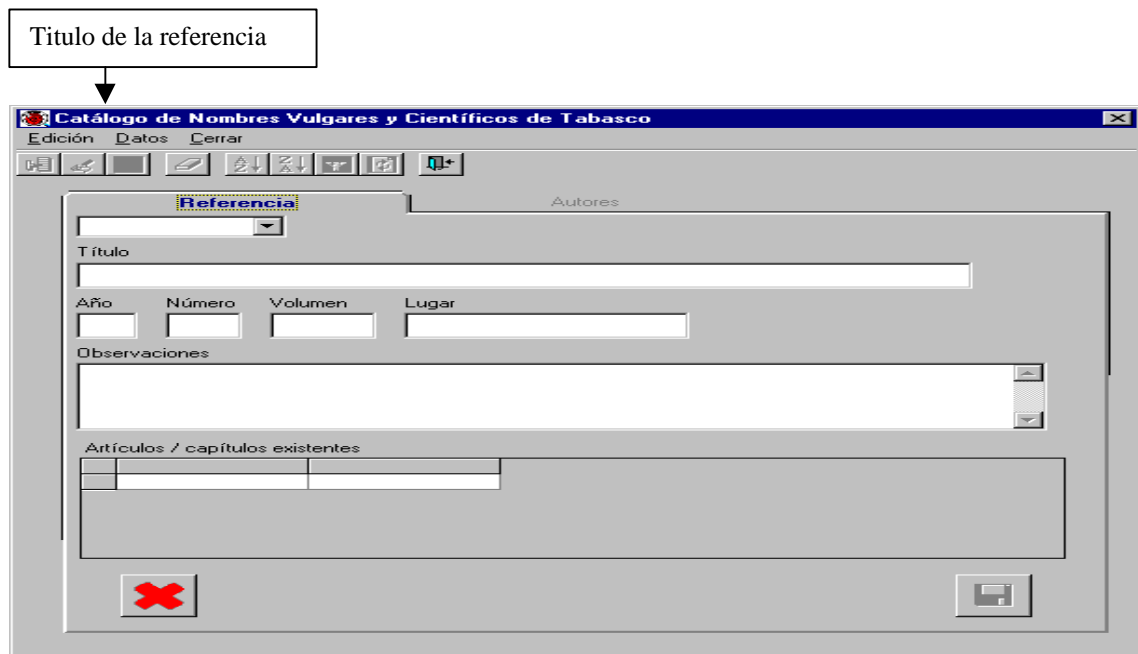 Titulo de la referencia
Catálogo de Nombres Vulgares y Científicos de Tabasco
Edición Datos Cerrar
Referencia Autores
Título
Año Número Volumen Lugar
Observaciones
Artículos / capítulos existentes